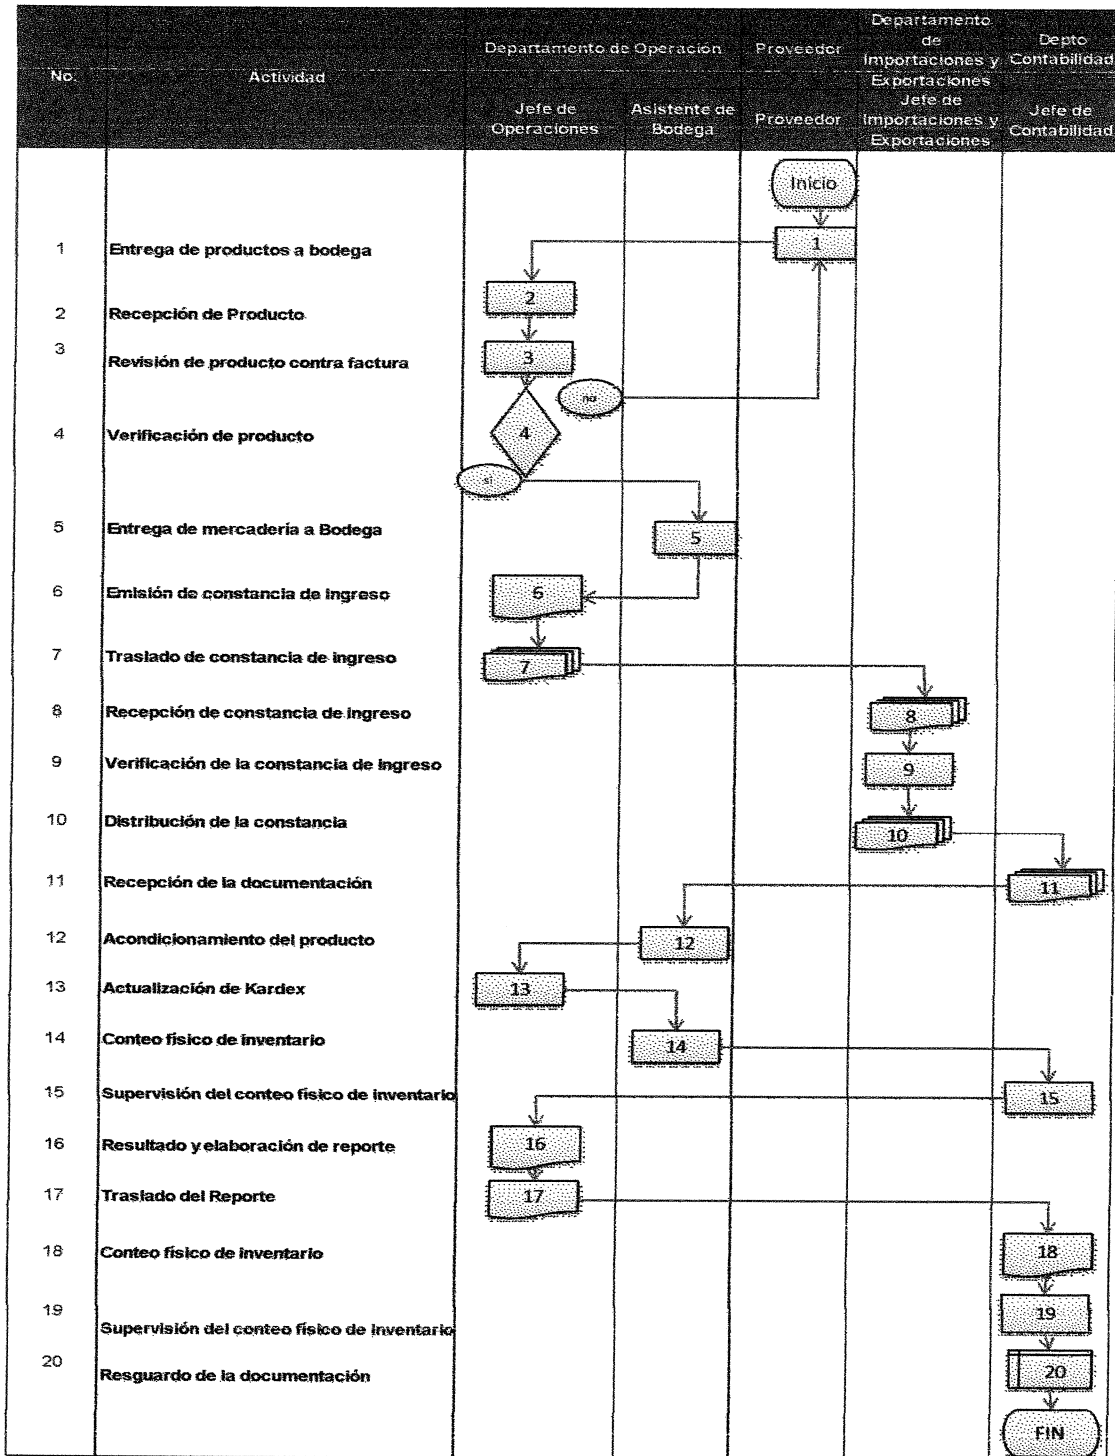 No.
Actividad
Departamento de Operación
Proveedor
Departamento
de
Importaciones y
Exportaciones
Depto
Contabilidad
Jefe de
Operaciones
Asistente de
Bodega
Proveedor
Jefe de
Importaciones y
Exportaciones
Jefe de
Contabilidad
Inicio
1 Entrega de productos a bodega 1
2 Recepción de Producto 2
3 Revisión de producto contra factura 3
no
4 Verificación de producto 4
si
5 Entrega de mercadería a Bodega 5
6 Emisión de constancia de ingreso 6
7 Traslado de constancia de ingreso 7
8 Recepción de constancia de ingreso 8
9 Verificación de la constancia de Ingreso 9
10 Distribución de la constancia 10
11 Recepción de la documentación 11
12 Acondicionamiento del producto 12
13 Actualización de Kardex 13
14 Conteo físico de inventario 14
15 Supervisión del conteo físico de inventario 15
16 Resultado y elaboración de reporte 16
17 Traslado del Reporte 17
18 Conteo físico de inventario 18
19 Supervisión del conteo físico de inventario 19
20 Resguardo de la documentación 20
FIN